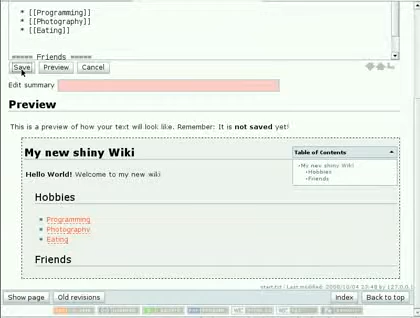 * [[Programming]]
* [[Photography]]
* [[Eating]]
===== Friends =====
Save Preview Cancel
Edit summary
Preview
This is a preview of how your text will look like. Remember: It is not saved yet!
My new shiny Wiki
Table of Contents
My new shiny Wiki
Hobbies
Friends
Hello World! Welcome to my new wiki
Hobbies
Programming
Photography
Eating
Friends
start.txt · Last modified: 2008/10/04 13:48 by 127.0.0.1
Show page Old revisions Index Back to top